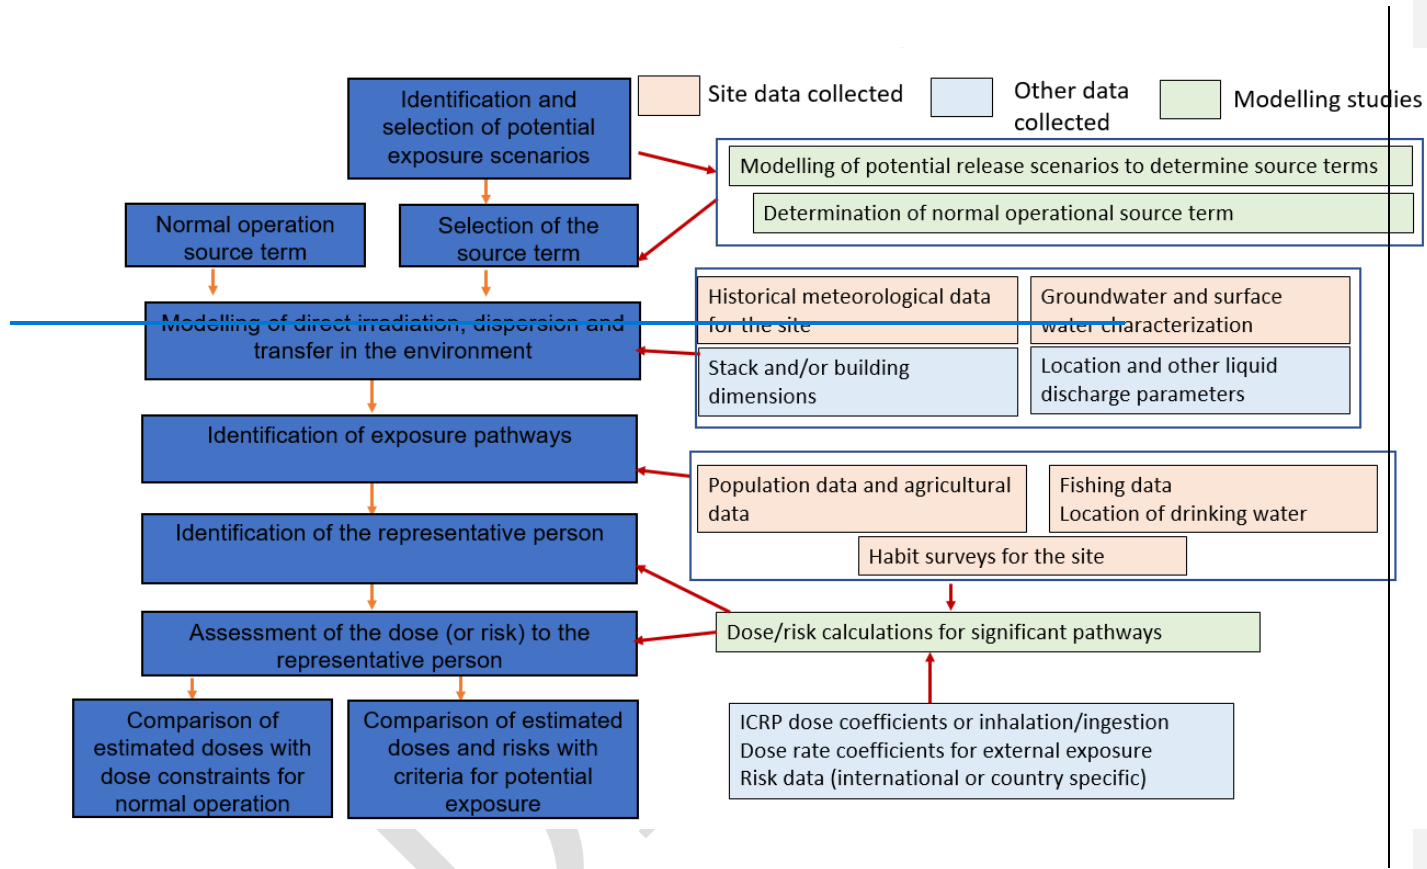 Identification and
selection of potential
exposure scenarios
Site data collected
Other data
collected
Modelling studies
Modelling of potential release scenarios to determine source terms
Determination of normal operational source term
Normal operation
source term
Selection of the
source term
Modelling of direct irradiation, dispersion and
transfer in the environment
Historical meteorological data
for the site
Groundwater and surface
water characterization
Stack and/or building
dimensions
Location and other liquid
discharge parameters
Identification of exposure pathways
Population data and agricultural
data
Fishing data
Location of drinking water
Habit surveys for the site
Identification of the representative person
Assessment of the dose (or risk) to the
representative person
Dose/risk calculations for significant pathways
Comparison of
estimated doses with
dose constraints for
normal operation
Comparison of estimated
doses and risks with
criteria for potential
exposure
ICRP dose coefficients or inhalation/ingestion
Dose rate coefficients for external exposure
Risk data (international or country specific)